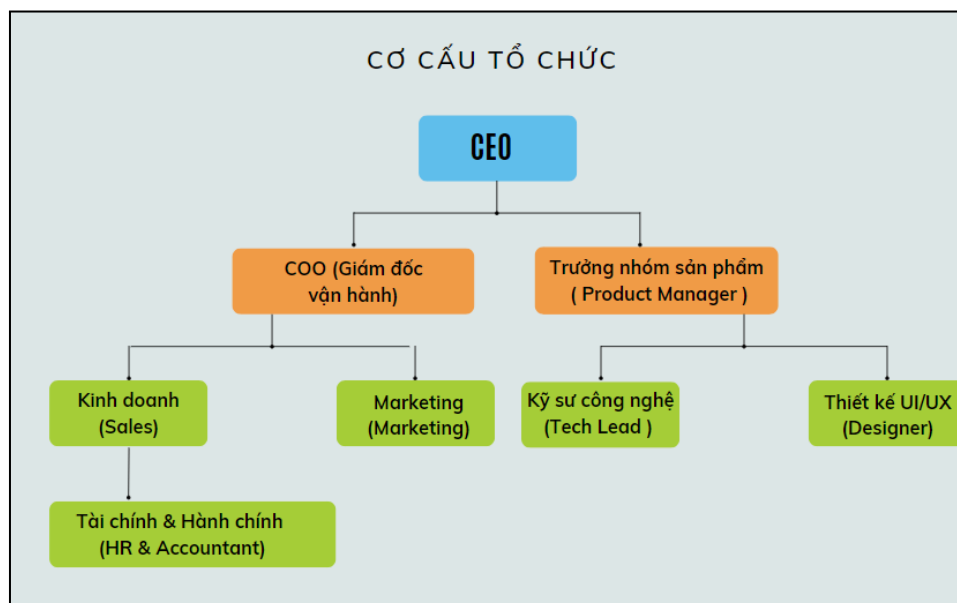 CƠ CẤU TỔ CHỨC
CEO
COO (Giám đốc
vận hành)
Trưởng nhóm sản phẩm
( Product Manager )
Kinh doanh
(Sales)
Marketing
(Marketing)
Kỹ sư công nghệ
(Tech Lead )
Thiết kế UI/UX
(Designer)
Tài chính & Hành chính
(HR & Accountant)